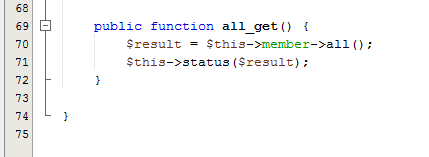 68
69 public function all_get() {
70 $result = $this->member->all();
71 $this->status($result);
72 }
73
74 }
75